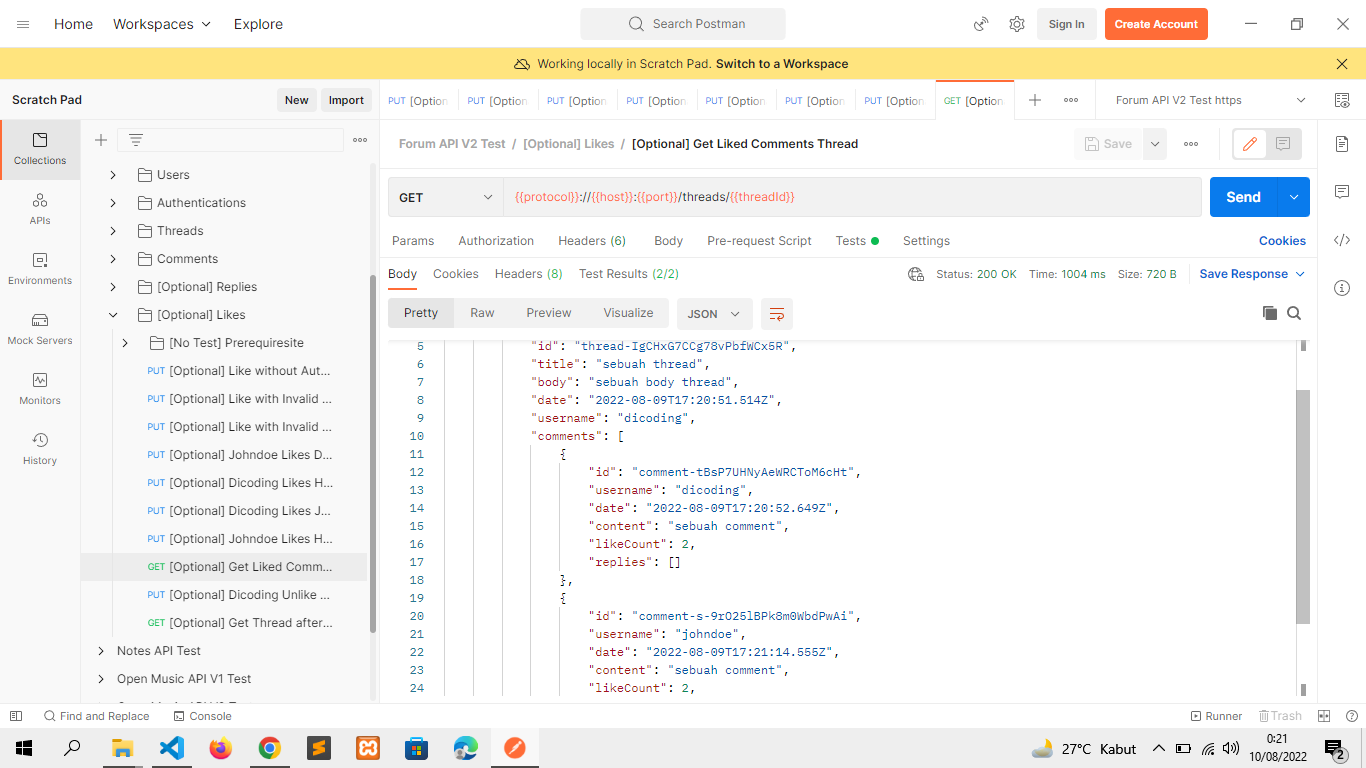 Home Workspaces Explore Search Postman Sign In Create Account
Working locally in Scratch Pad. Switch to a Workspace
Scratch Pad New Import
PUT [Option PUT [Option PUT [Option PUT [Option PUT [Option PUT [Option PUT [Option GET [Option Forum API V2 Test https
Collections
APIs
Environments
Mock Servers
Monitors
History
Users
Authentications
Threads
Comments
[Optional] Replies
[Optional] Likes
[No Test] Prerequiresite
PUT [Optional] Like without Aut...
PUT [Optional] Like with Invalid ...
PUT [Optional] Like with Invalid ...
PUT [Optional] Johndoe Likes D...
PUT [Optional] Dicoding Likes H...
PUT [Optional] Dicoding Likes J...
PUT [Optional] Johndoe Likes H...
GET [Optional] Get Liked Comm...
PUT [Optional] Dicoding Unlike ...
GET [Optional] Get Thread after...
Notes API Test
Open Music API V1 Test
Forum API V2 Test / [Optional] Likes / [Optional] Get Liked Comments Thread Save
GET {{protocol}}://{{host}}:{{port}}/threads/{{threadId}} Send
Params Authorization Headers (6) Body Pre-request Script Tests Settings Cookies
Body Cookies Headers (8) Test Results (2/2) Status: 200 OK Time: 1004 ms Size: 720 B Save Response
Pretty Raw Preview Visualize JSON
5 "id": "thread-IgCHxG7CCg78vPbfWCx5R",
6 "title": "sebuah thread",
7 "body": "sebuah body thread",
8 "date": "2022-08-09T17:20:51.514Z",
9 "username": "dicoding",
10 "comments": [
11 {
12 "id": "comment-tBsP7UHNyAeWRCToM6cHt",
13 "username": "dicoding",
14 "date": "2022-08-09T17:20:52.649Z",
15 "content": "sebuah comment",
16 "likeCount": 2,
17 "replies": []
18 },
19 {
20 "id": "comment-s-9rO25lBPk8m0WbdPwAi",
21 "username": "johndoe",
22 "date": "2022-08-09T17:21:14.555Z",
23 "content": "sebuah comment",
24 "likeCount": 2,
Find and Replace Console Runner Trash
27°C Kabut 0:21
10/08/2022
2